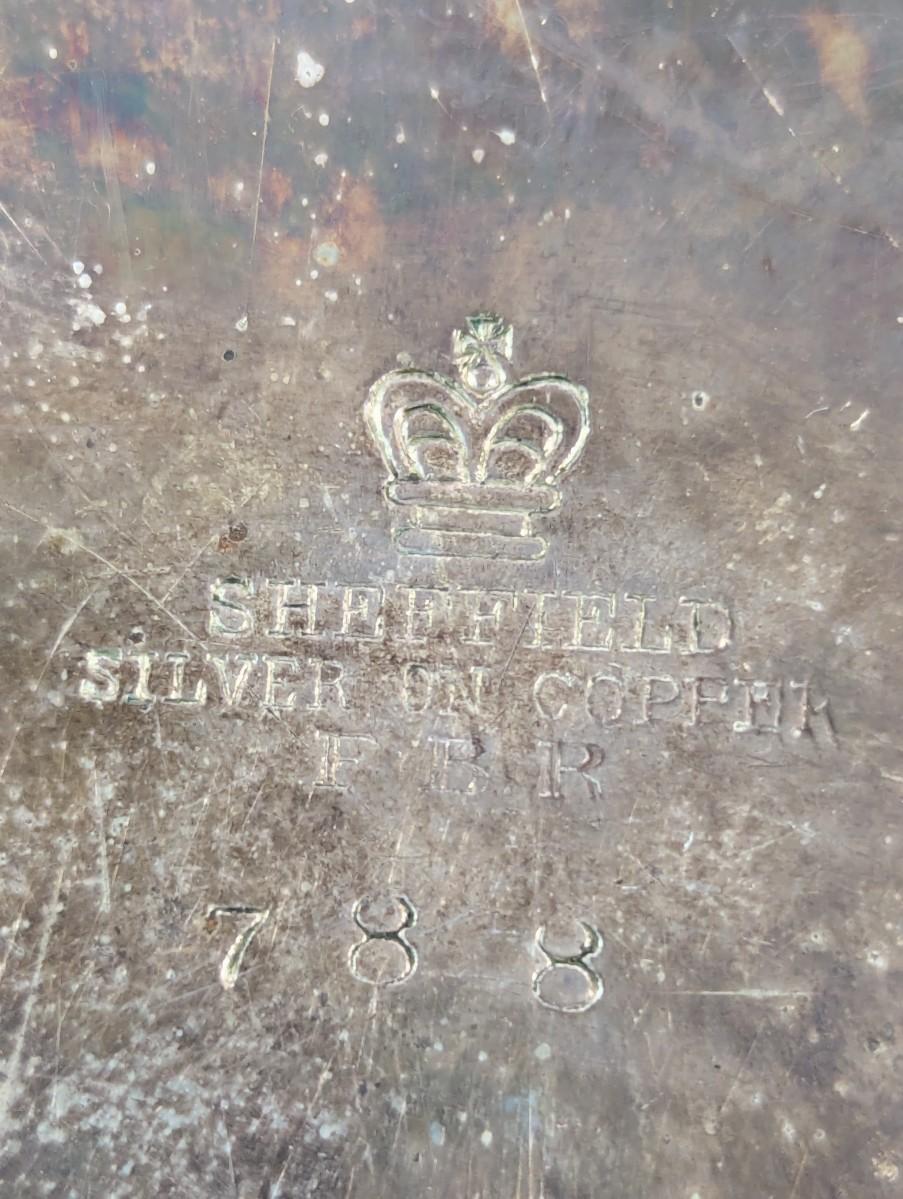 SHEFFIELD
SILVER ON COPPER
F B R
7 8 8